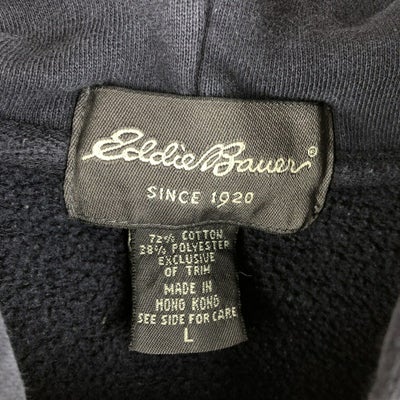 Eddie Bauer®
SINCE 1920
72% COTTON
28% POLYESTER
EXCLUSIVE
OF TRIM
MADE IN
HONG KONG
SEE SIDE FOR CARE
L